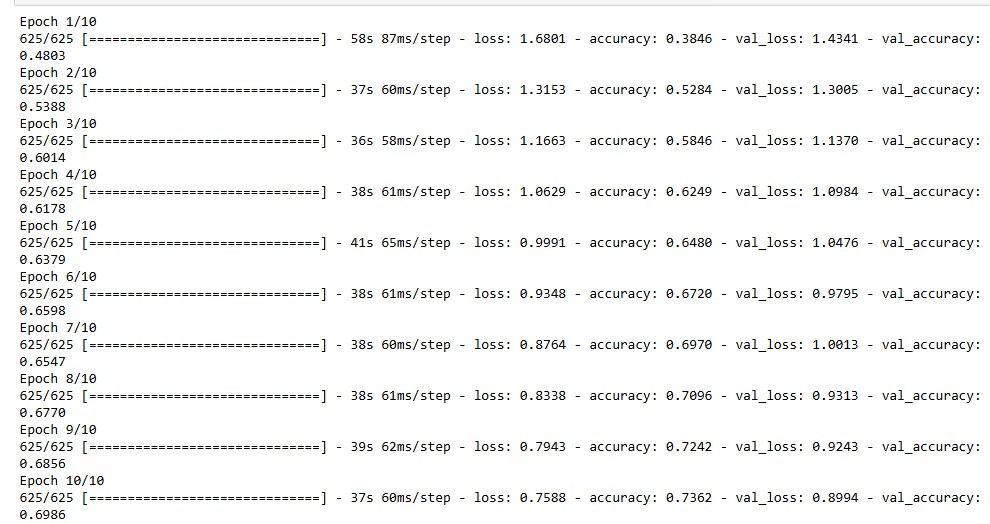 Epoch 1/10
625/625 [==============================] - 58s 87ms/step - loss: 1.6801 - accuracy: 0.3846 - val_loss: 1.4341 - val_accuracy:
0.4803
Epoch 2/10
625/625 [==============================] - 37s 60ms/step - loss: 1.3153 - accuracy: 0.5284 - val_loss: 1.3005 - val_accuracy:
0.5388
Epoch 3/10
625/625 [==============================] - 36s 58ms/step - loss: 1.1663 - accuracy: 0.5846 - val_loss: 1.1370 - val_accuracy:
0.6014
Epoch 4/10
625/625 [==============================] - 38s 61ms/step - loss: 1.0629 - accuracy: 0.6249 - val_loss: 1.0984 - val_accuracy:
0.6178
Epoch 5/10
625/625 [==============================] - 41s 65ms/step - loss: 0.9991 - accuracy: 0.6480 - val_loss: 1.0476 - val_accuracy:
0.6379
Epoch 6/10
625/625 [==============================] - 38s 61ms/step - loss: 0.9348 - accuracy: 0.6720 - val_loss: 0.9795 - val_accuracy:
0.6598
Epoch 7/10
625/625 [==============================] - 38s 60ms/step - loss: 0.8764 - accuracy: 0.6970 - val_loss: 1.0013 - val_accuracy:
0.6547
Epoch 8/10
625/625 [==============================] - 38s 61ms/step - loss: 0.8338 - accuracy: 0.7096 - val_loss: 0.9313 - val_accuracy:
0.6770
Epoch 9/10
625/625 [==============================] - 39s 62ms/step - loss: 0.7943 - accuracy: 0.7242 - val_loss: 0.9243 - val_accuracy:
0.6856
Epoch 10/10
625/625 [==============================] - 37s 60ms/step - loss: 0.7588 - accuracy: 0.7362 - val_loss: 0.8994 - val_accuracy:
0.6986